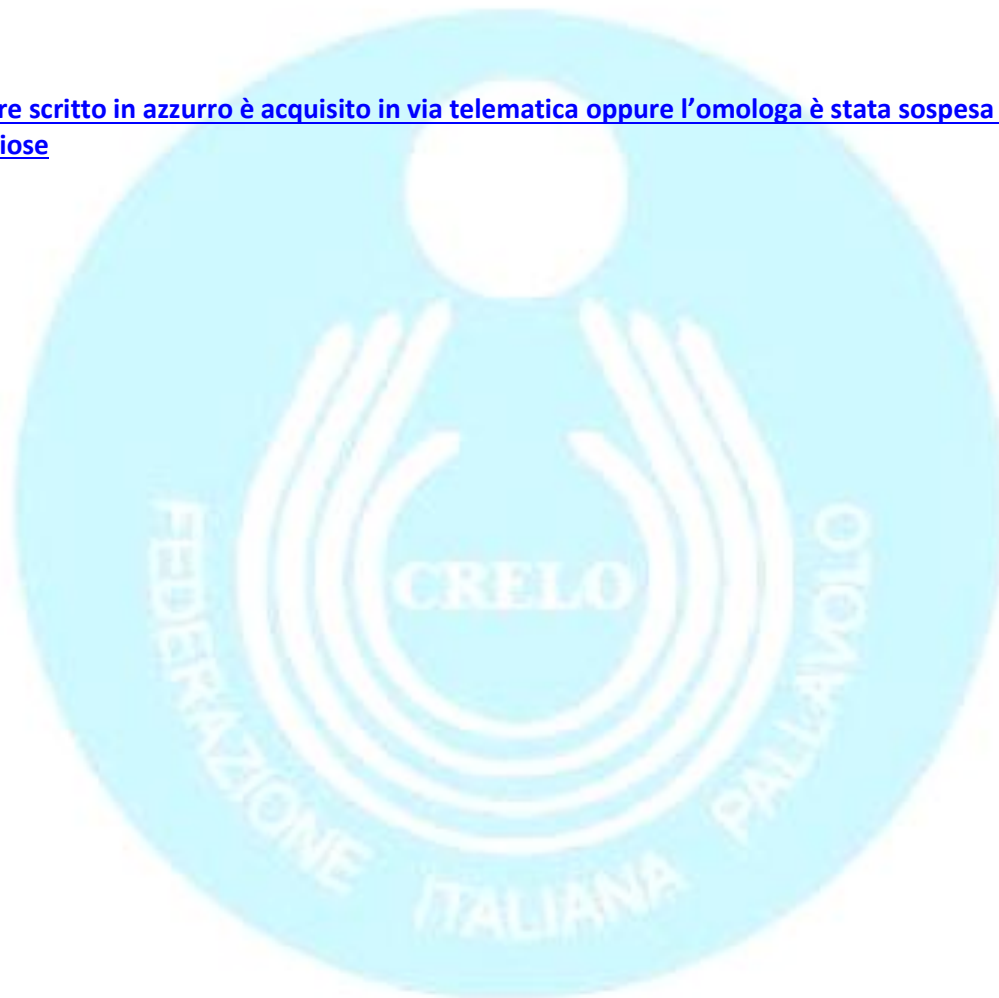 re scritto in azzurro è acquisito in via telematica oppure l’omologa è stata sospesa
iose
CRELO
FEDERAZIONE ITALIANA PALLAVOLO